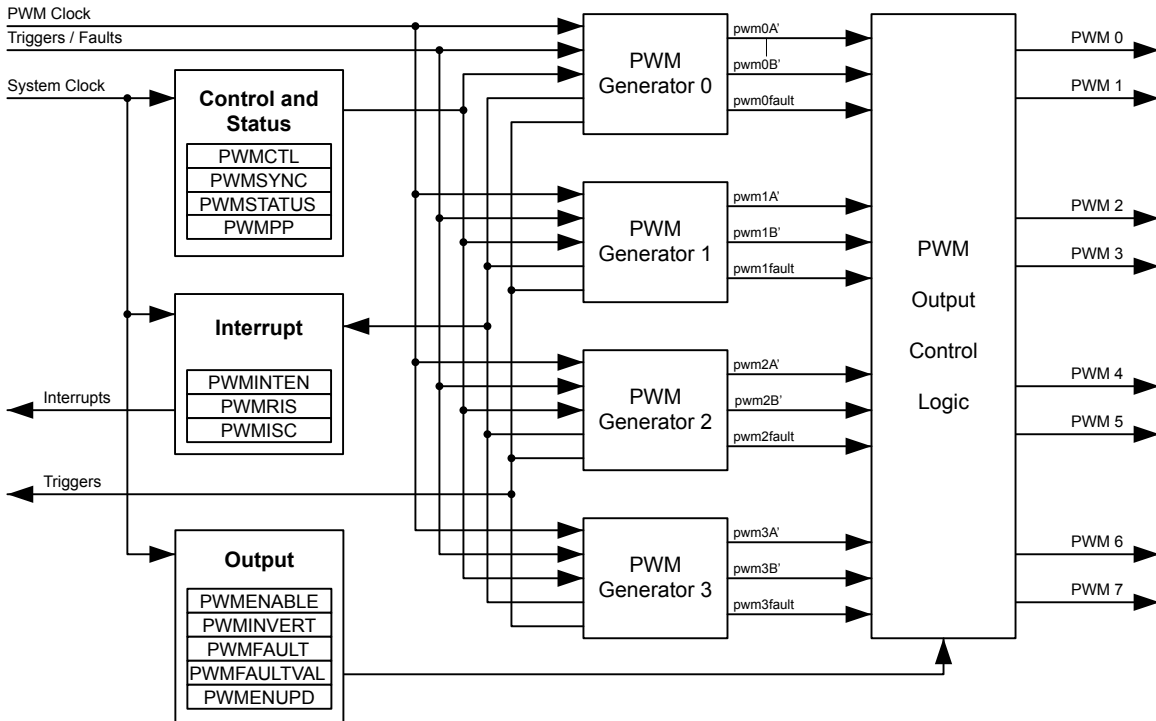 PWM Clock
Triggers / Faults
System Clock
Control and
Status
PWMCTL
PWMSYNC
PWMSTATUS
PWMPP
Interrupt
PWMINTEN
PWMRIS
PWMISC
Interrupts
Triggers
Output
PWMENABLE
PWMINVERT
PWMFAULT
PWMFAULTVAL
PWMENUPD
PWM
Generator 0
pwm0A'
pwm0B'
pwm0fault
PWM
Generator 1
pwm1A'
pwm1B'
pwm1fault
PWM
Generator 2
pwm2A'
pwm2B'
pwm2fault
PWM
Generator 3
pwm3A'
pwm3B'
pwm3fault
PWM
Output
Control
Logic
PWM 0
PWM 1
PWM 2
PWM 3
PWM 4
PWM 5
PWM 6
PWM 7